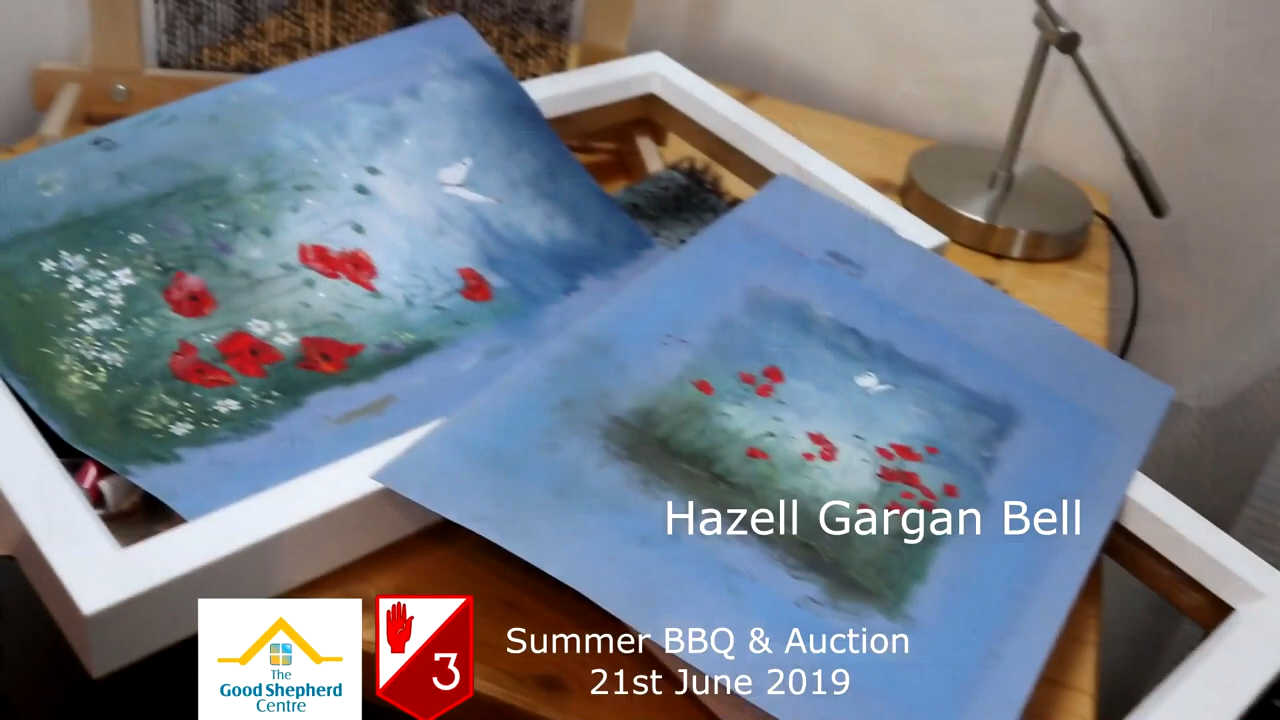 Hazell Gargan Bell
Summer BBQ & Auction
21st June 2019
The
Good Shepherd
Centre
3